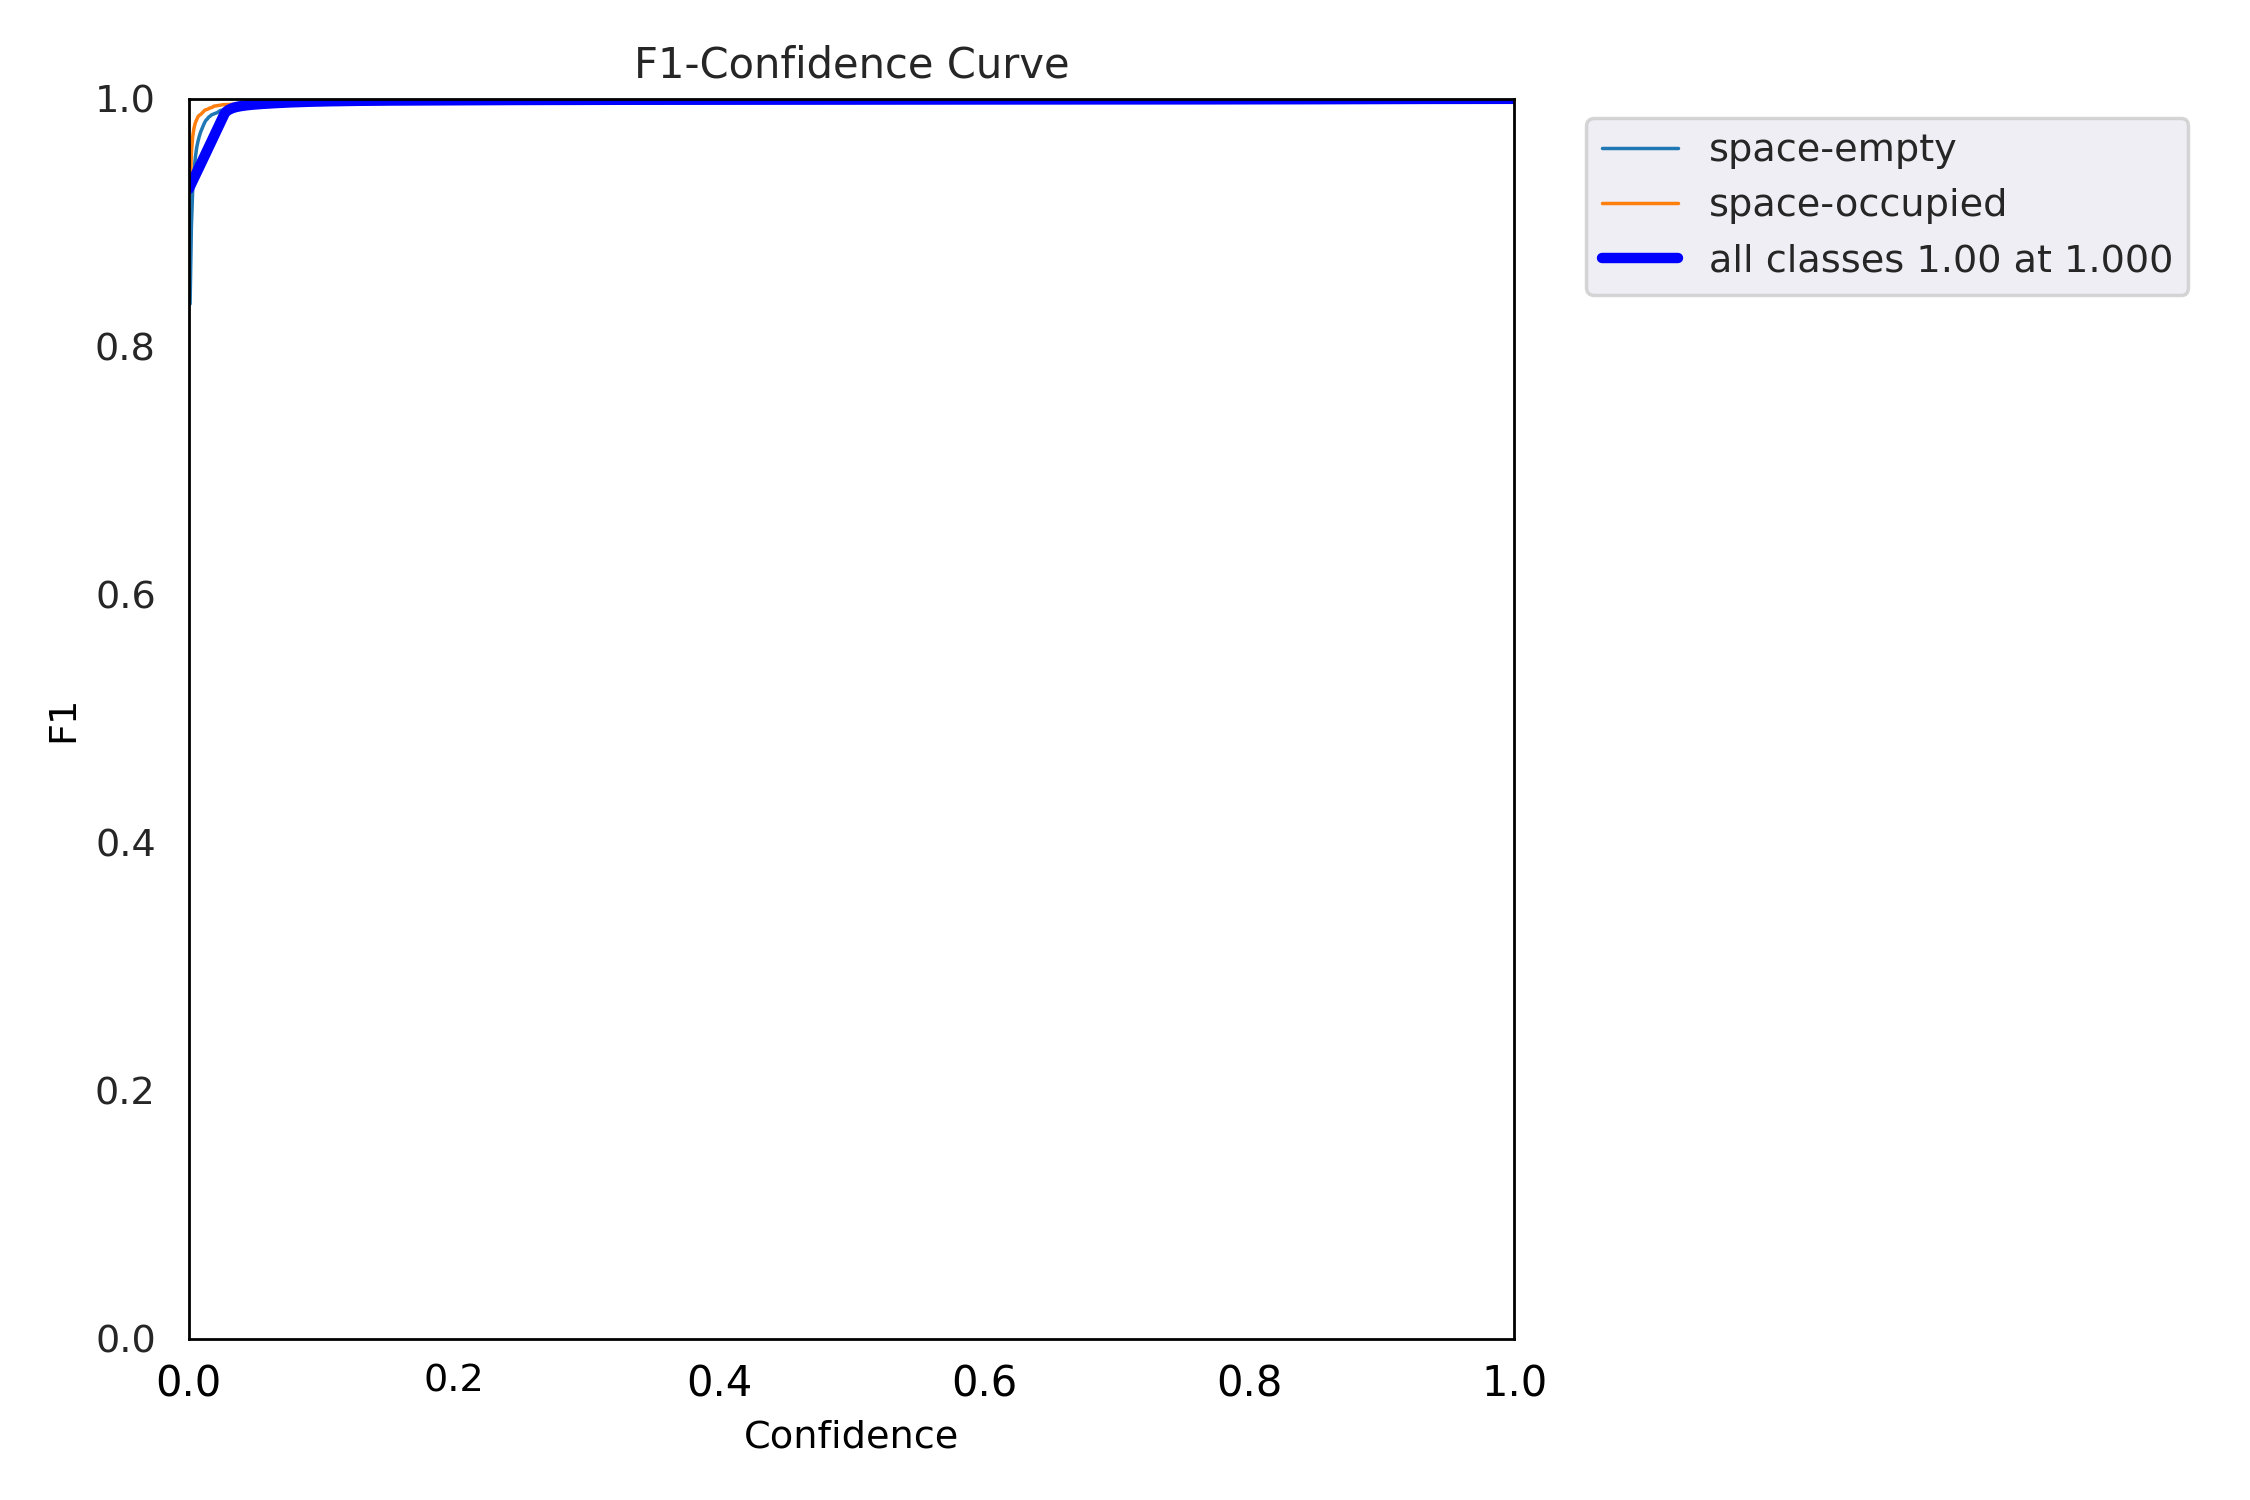 F1-Confidence Curve
1.0
0.8
0.6
0.4
0.2
0.0
F1
0.0 0.2 0.4 0.6 0.8 1.0
Confidence
space-empty
space-occupied
all classes 1.00 at 1.000